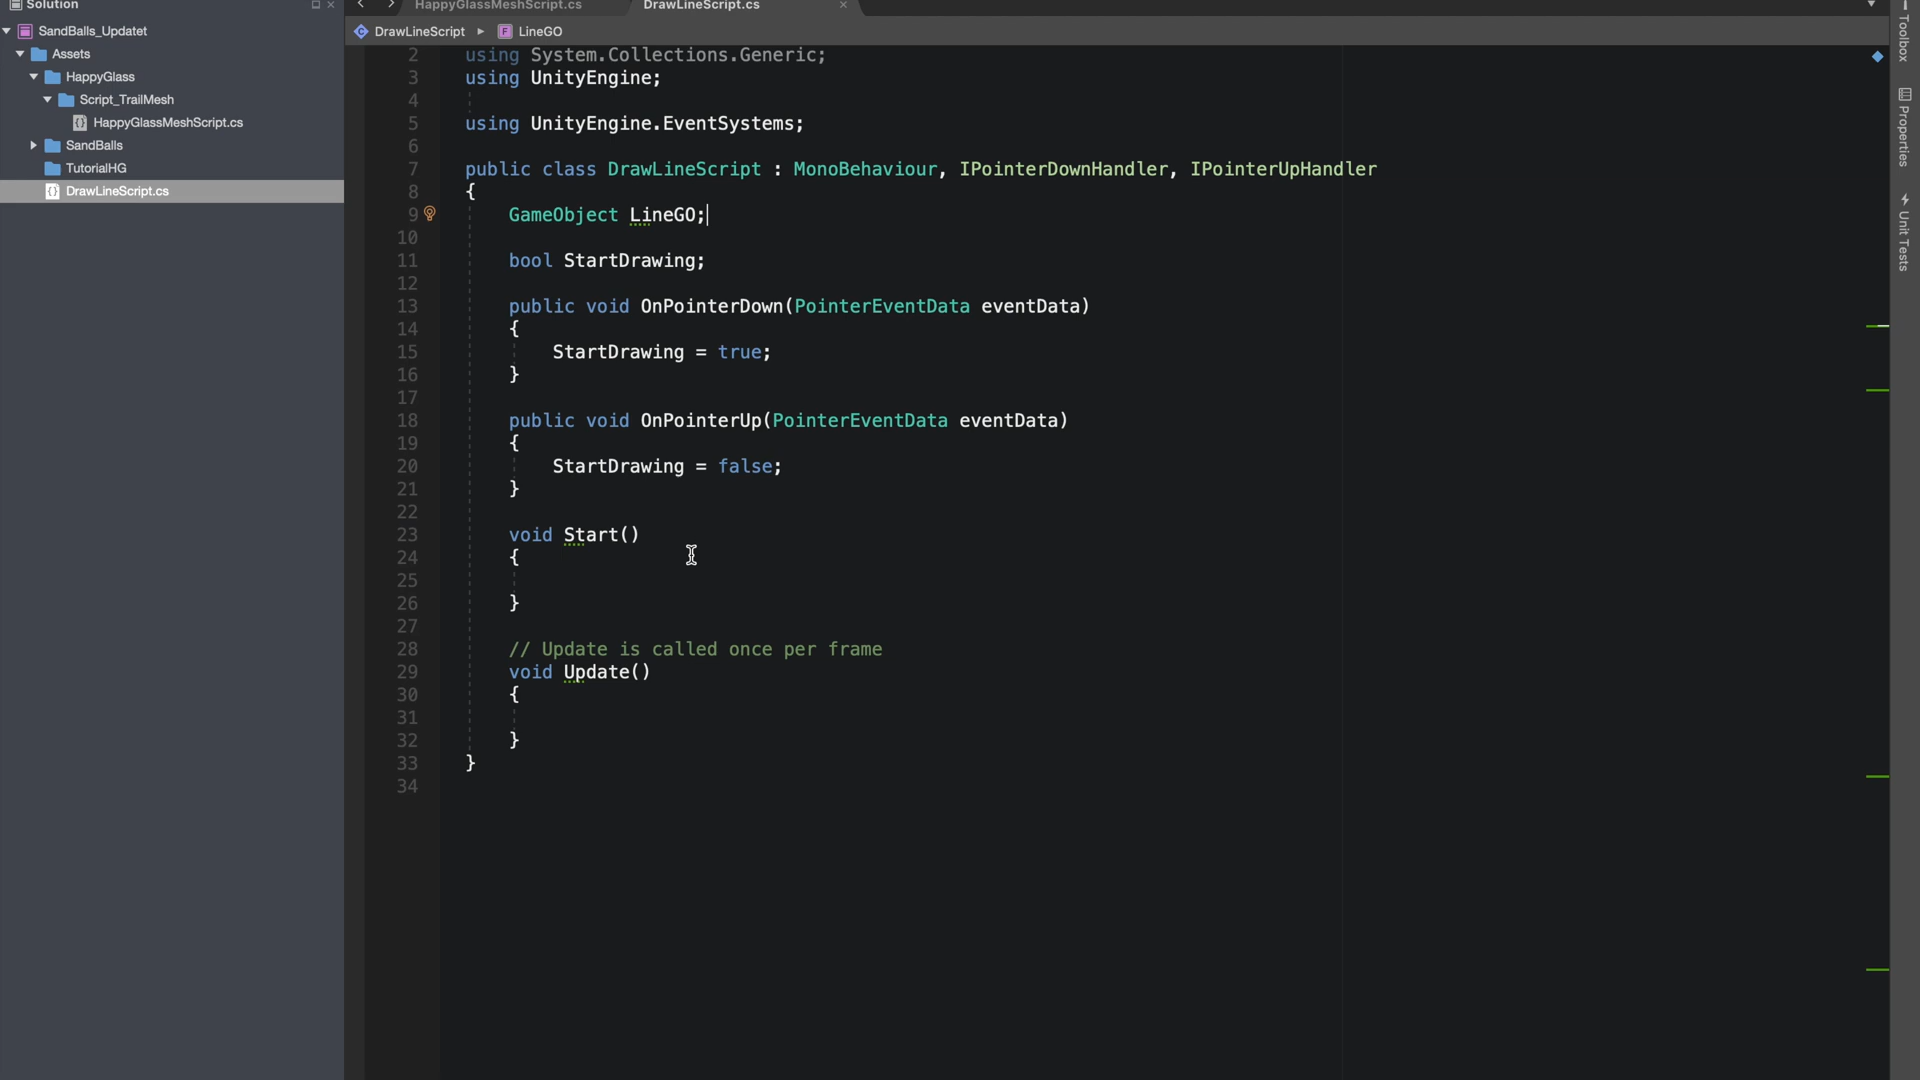 Solution
SandBalls_Updatet
Assets
HappyGlass
Script_TrailMesh
HappyGlassMeshScript.cs
SandBalls
TutorialHG
DrawLineScript.cs
HappyGlassMeshScript.cs
DrawLineScript.cs
DrawLineScript
LineGO
2 using System.Collections.Generic;
3 using UnityEngine;
4
5 using UnityEngine.EventSystems;
6
7 public class DrawLineScript : MonoBehaviour, IPointerDownHandler, IPointerUpHandler
8 {
9 GameObject LineGO;
10
11 bool StartDrawing;
12
13 public void OnPointerDown(PointerEventData eventData)
14 {
15 StartDrawing = true;
16 }
17
18 public void OnPointerUp(PointerEventData eventData)
19 {
20 StartDrawing = false;
21 }
22
23 void Start()
24 {
25
26 }
27
28 // Update is called once per frame
29 void Update()
30 {
31
32 }
33 }
34
Toolbox
Properties
Unit Tests